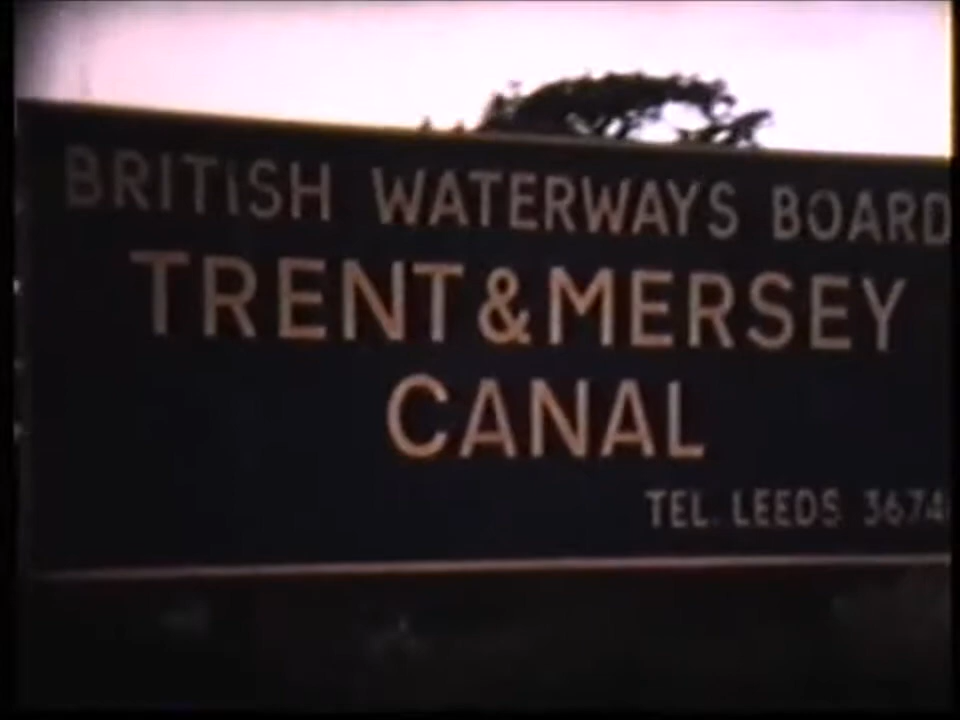 BRITISH WATERWAYS BOARD
TRENT & MERSEY
CANAL
TEL. LEEDS 3674